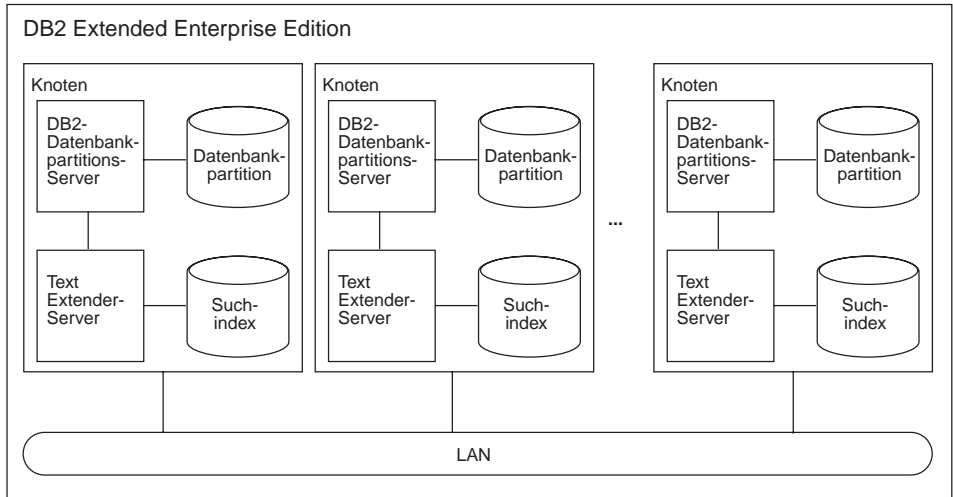 DB2 Extended Enterprise Edition
Knoten
DB2-
Datenbank-
partitions-
Server
Datenbank-
partition
Text
Extender-
Server
Such-
index
Knoten
DB2-
Datenbank-
partitions-
Server
Datenbank-
partition
Text
Extender-
Server
Such-
index
...
Knoten
DB2-
Datenbank-
partitions-
Server
Datenbank-
partition
Text
Extender-
Server
Such-
index
LAN